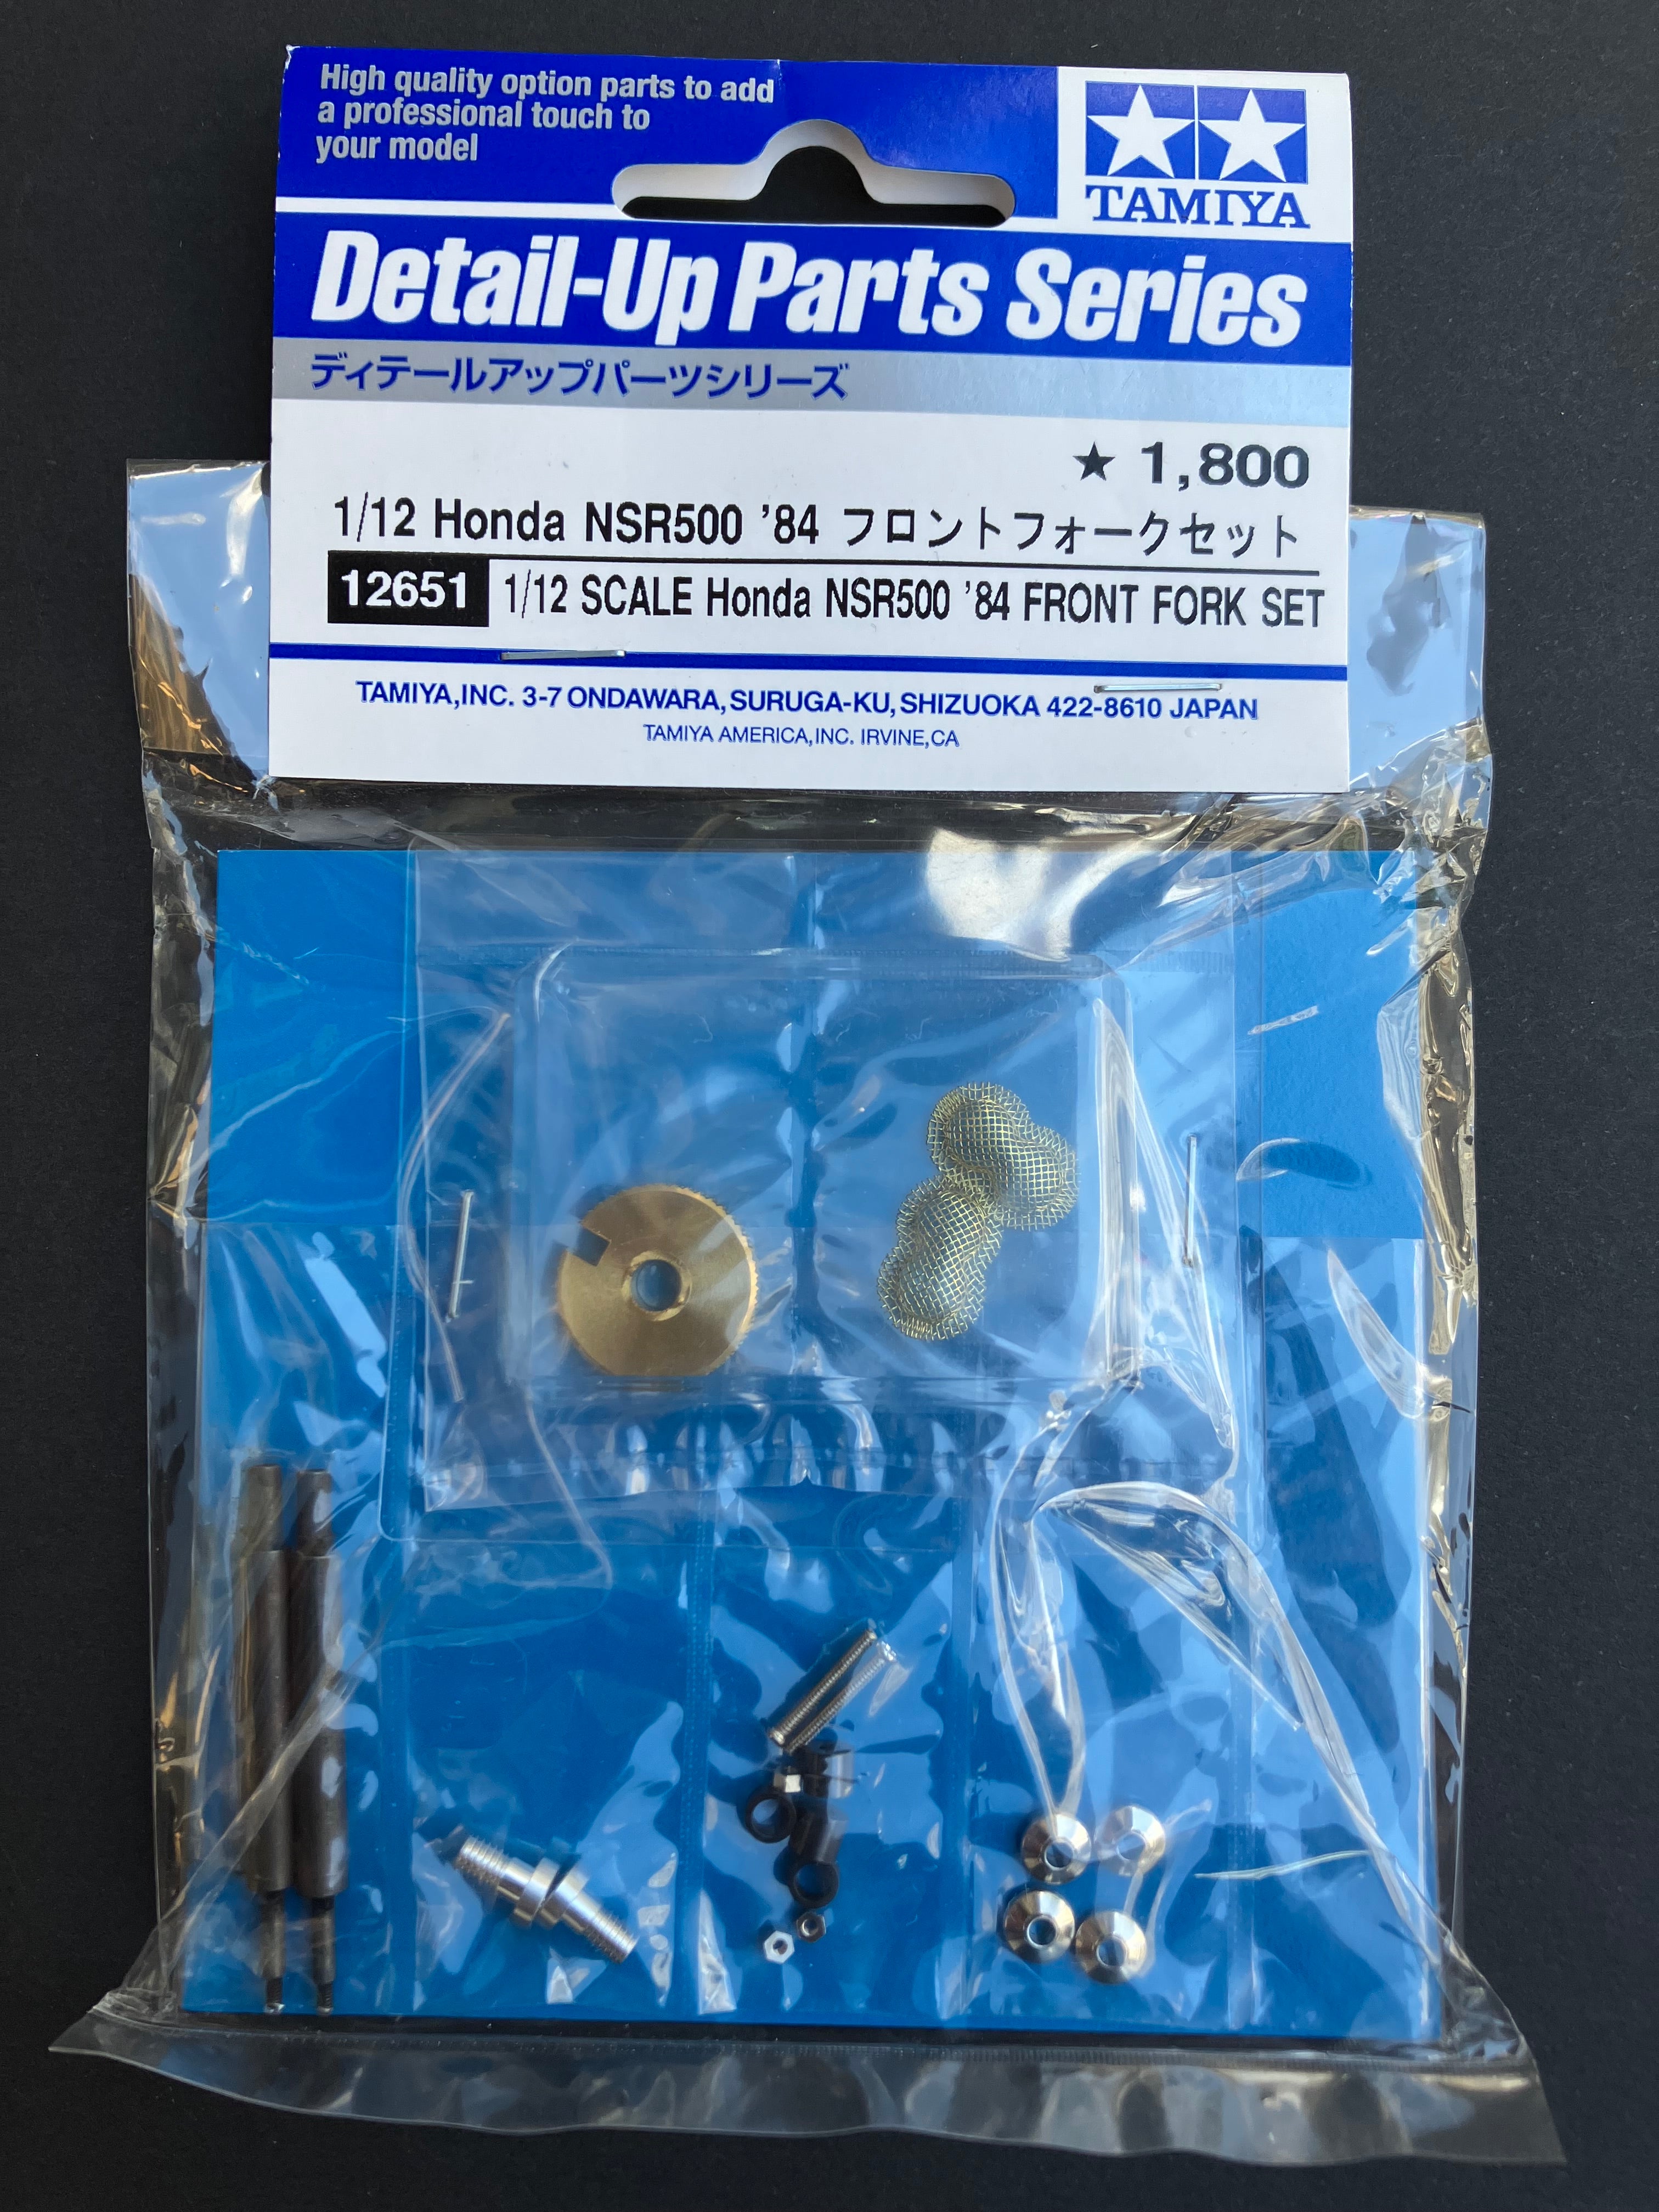 High quality option parts to add
a professional touch to
your model
TAMIYA
Detail-Up Parts Series
ディテールアップパーツシリーズ
★ 1,800
1/12 Honda NSR500 ’84 フロントフォークセット
12651 1/12 SCALE Honda NSR500 ’84 FRONT FORK SET
TAMIYA,INC. 3-7 ONDAWARA, SURUGA-KU, SHIZUOKA 422-8610 JAPAN
TAMIYA AMERICA,INC. IRVINE,CA